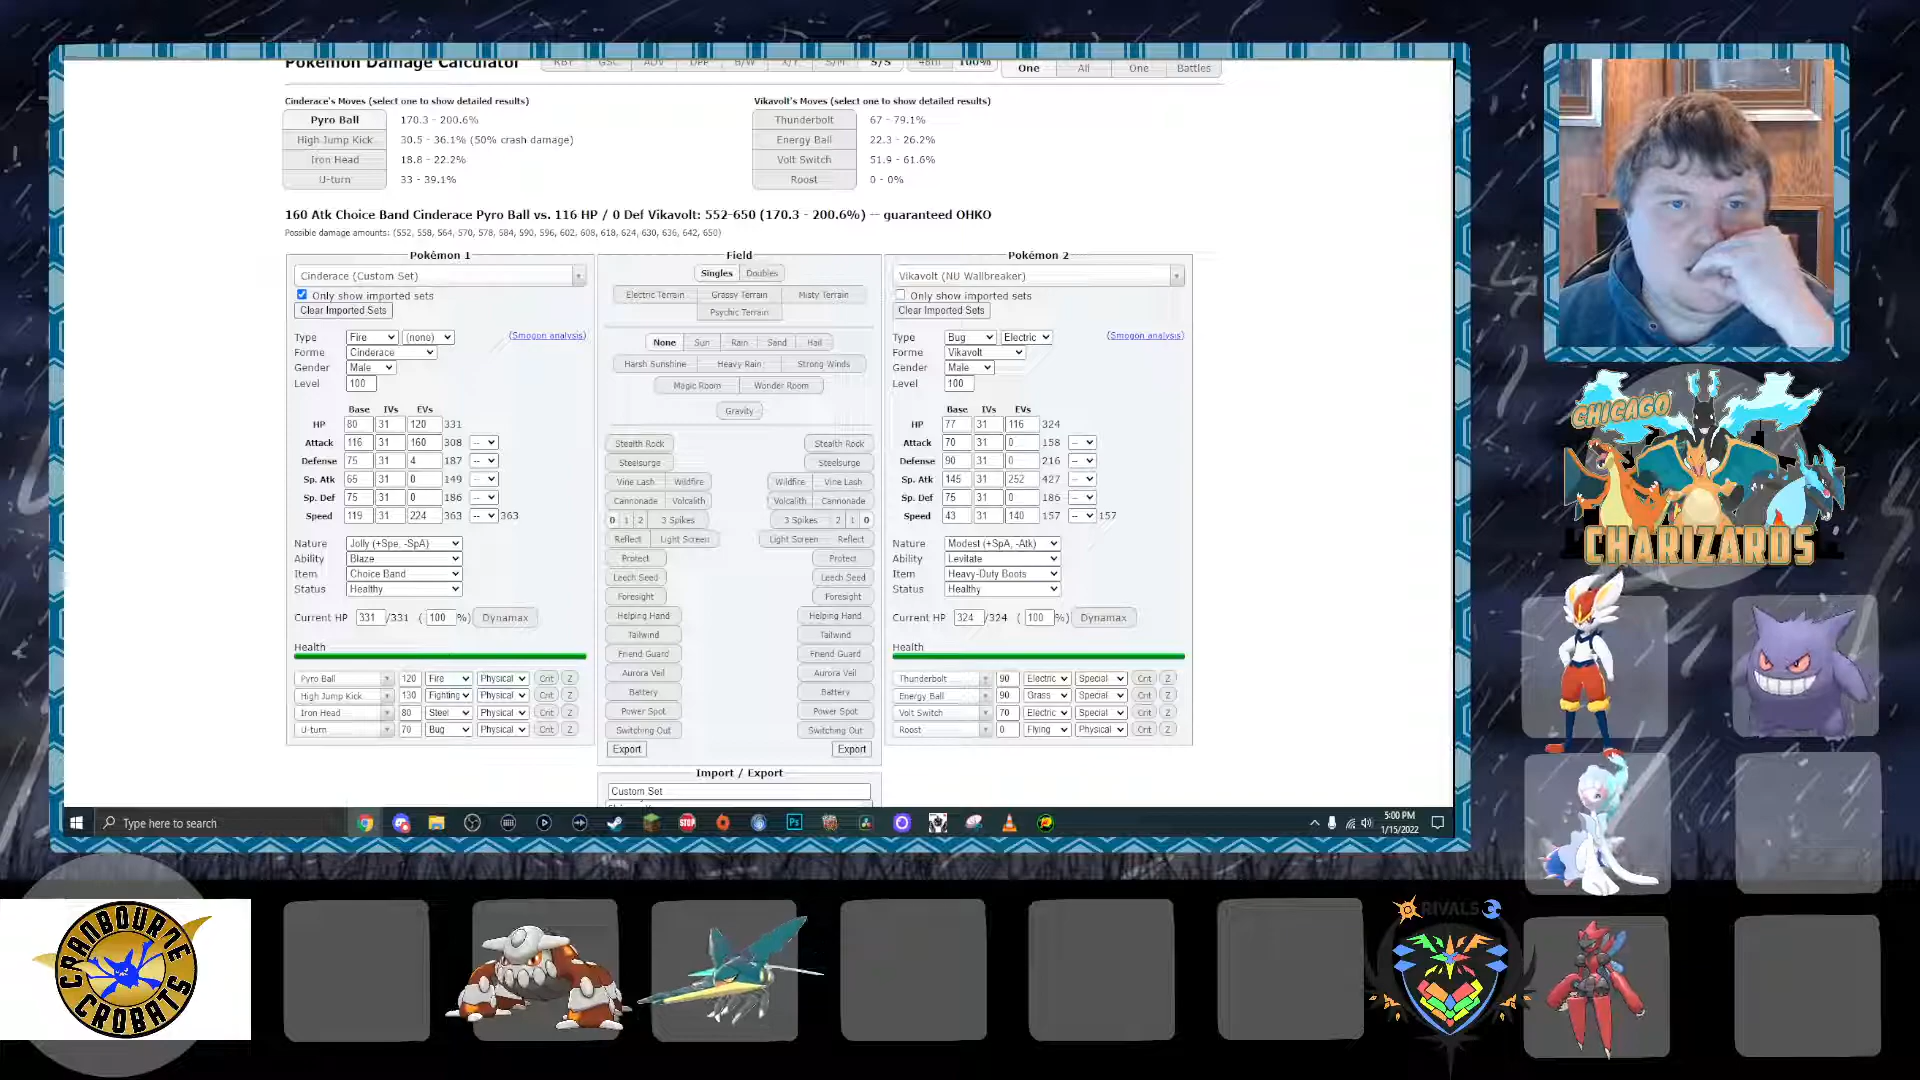 Pokémon Damage Calculator
RBY GSC ADV DPP B/W X/Y S/M S/S 48hl 100%
One All One Battles
Cinderace's Moves (select one to show detailed results)
Pyro Ball 170.3 - 200.6%
High Jump Kick 30.5 - 36.1% (50% crash damage)
Iron Head 18.8 - 22.2%
U-turn 33 - 39.1%
Vikavolt's Moves (select one to show detailed results)
Thunderbolt 67 - 79.1%
Energy Ball 22.3 - 26.2%
Volt Switch 51.9 - 61.6%
Roost 0 - 0%
160 Atk Choice Band Cinderace Pyro Ball vs. 116 HP / 0 Def Vikavolt: 552-650 (170.3 - 200.6%) -- guaranteed OHKO
Possible damage amounts: (552, 558, 564, 570, 578, 584, 590, 596, 602, 608, 618, 624, 630, 636, 642, 650)
Pokémon 1
Cinderace (Custom Set)
Only show imported sets
Clear Imported Sets
Type Fire (none) (Smogon analysis)
Forme Cinderace
Gender Male
Level 100
Base IVs EVs
HP 80 31 120 331
Attack 116 31 160 308 --
Defense 75 31 4 187 --
Sp. Atk 65 31 0 149 --
Sp. Def 75 31 0 186 --
Speed 119 31 224 363 -- 363
Nature Jolly (+Spe, -SpA)
Ability Blaze
Item Choice Band
Status Healthy
Current HP 331 /331 ( 100 %) Dynamax
Health
Pyro Ball 120 Fire Physical Crit Z
High Jump Kick 130 Fighting Physical Crit Z
Iron Head 80 Steel Physical Crit Z
U-turn 70 Bug Physical Crit Z
Field
Singles Doubles
Electric Terrain Grassy Terrain Misty Terrain
Psychic Terrain
None Sun Rain Sand Hail
Harsh Sunshine Heavy Rain Strong Winds
Magic Room Wonder Room
Gravity
Stealth Rock Stealth Rock
Steelsurge Steelsurge
Vine Lash Wildfire Wildfire Vine Lash
Cannonade Volcalith Volcalith Cannonade
0 1 2 3 Spikes 3 Spikes 2 1 0
Reflect Light Screen Light Screen Reflect
Protect Protect
Leech Seed Leech Seed
Foresight Foresight
Helping Hand Helping Hand
Tailwind Tailwind
Friend Guard Friend Guard
Aurora Veil Aurora Veil
Battery Battery
Power Spot Power Spot
Switching Out Switching Out
Export Export
Import / Export
Custom Set
Pokémon 2
Vikavolt (NU Wallbreaker)
Only show imported sets
Clear Imported Sets
Type Bug Electric (Smogon analysis)
Forme Vikavolt
Gender Male
Level 100
Base IVs EVs
HP 77 31 116 324
Attack 70 31 0 158 --
Defense 90 31 0 216 --
Sp. Atk 145 31 252 427 --
Sp. Def 75 31 0 186 --
Speed 43 31 140 157 -- 157
Nature Modest (+SpA, -Atk)
Ability Levitate
Item Heavy-Duty Boots
Status Healthy
Current HP 324 /324 ( 100 %) Dynamax
Health
Thunderbolt 90 Electric Special Crit Z
Energy Ball 90 Grass Special Crit Z
Volt Switch 70 Electric Special Crit Z
Roost 0 Flying Physical Crit Z
Type here to search
STOP
Ps
5:00 PM
1/15/2022
CHICAGO
CHARIZARDS
CRANBOURNE
CROBATS
RIVALS 3